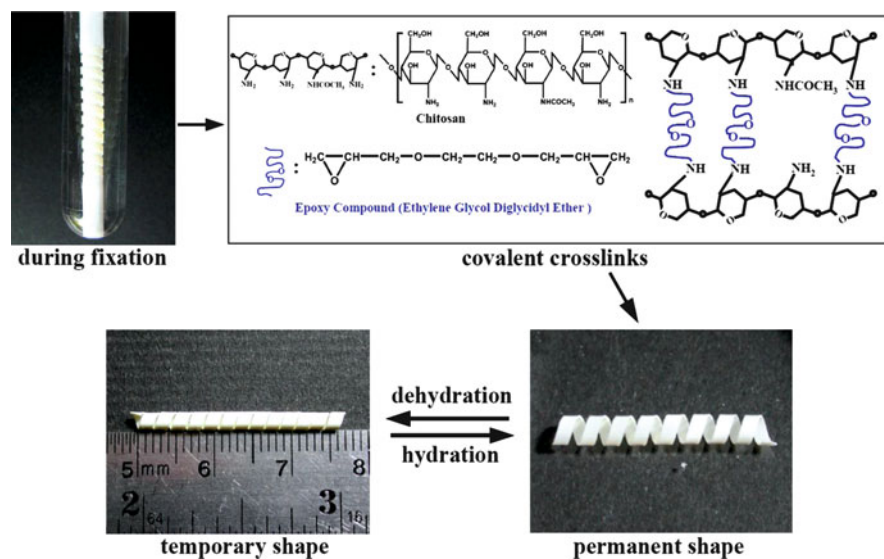 CH₂OH CH₂OH CH₂OH CH₂OH
O O O O
OH OH OH OH
NH₂ NH₂ NHCOCH₃ NH₂ :
NH₂ NH₂ NHCOCH₃ NH₂ n
Chitosan
: H₂C—CH—CH₂—O—CH₂—CH₂—O—CH₂—CH—CH₂
O O
Epoxy Compound (Ethylene Glycol Diglycidyl Ether )
O O O O
NH NH NHCOCH₃ NH
NH NH NH₂ NH
O O O O
during fixation
covalent crosslinks
dehydration
hydration
5 mm 6 7 8
2 64 3 16
temporary shape
permanent shape